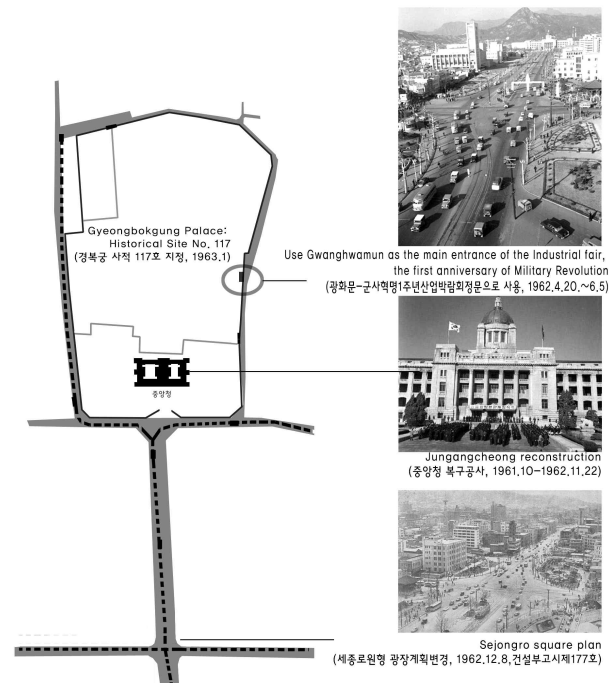 Gyeongbokgung Palace:
Historical Site No. 117
(경복궁 사적 117호 지정, 1963.1)
Use Gwanghwamun as the main entrance of the Industrial fair,
the first anniversary of Military Revolution
(광화문-군사혁명1주년산업박람회정문으로 사용, 1962.4.20.~6.5)
중앙청
Jungangcheong reconstruction
(중앙청 복구공사, 1961.10-1962.11.22)
Sejongro square plan
(세종로원형 광장계획변경, 1962.12.8,건설부고시제177호)